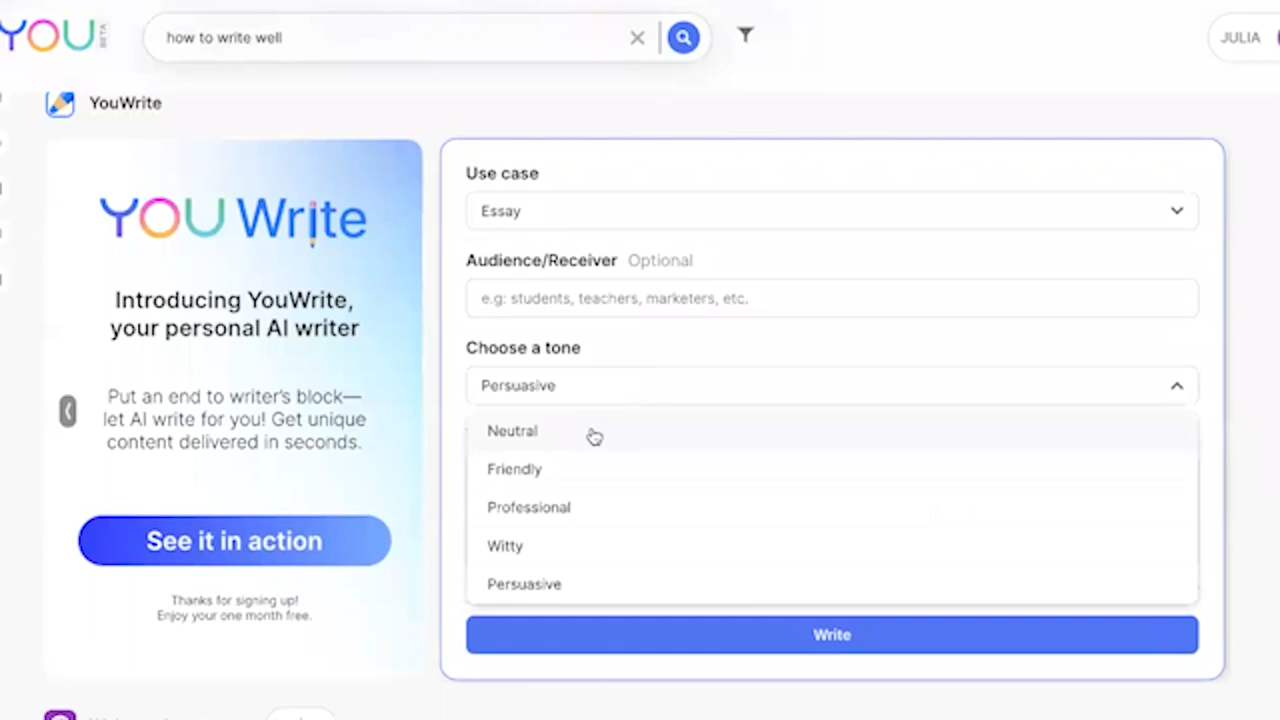 YOU BETA
how to write well
JULIA
YouWrite
YOU Write
Introducing YouWrite,
your personal AI writer
Put an end to writer's block—
let AI write for you! Get unique
content delivered in seconds.
See it in action
Thanks for signing up!
Enjoy your one month free.
Use case
Essay
Audience/Receiver Optional
e.g: students, teachers, marketers, etc.
Choose a tone
Persuasive
Neutral
Friendly
Professional
Witty
Persuasive
Write